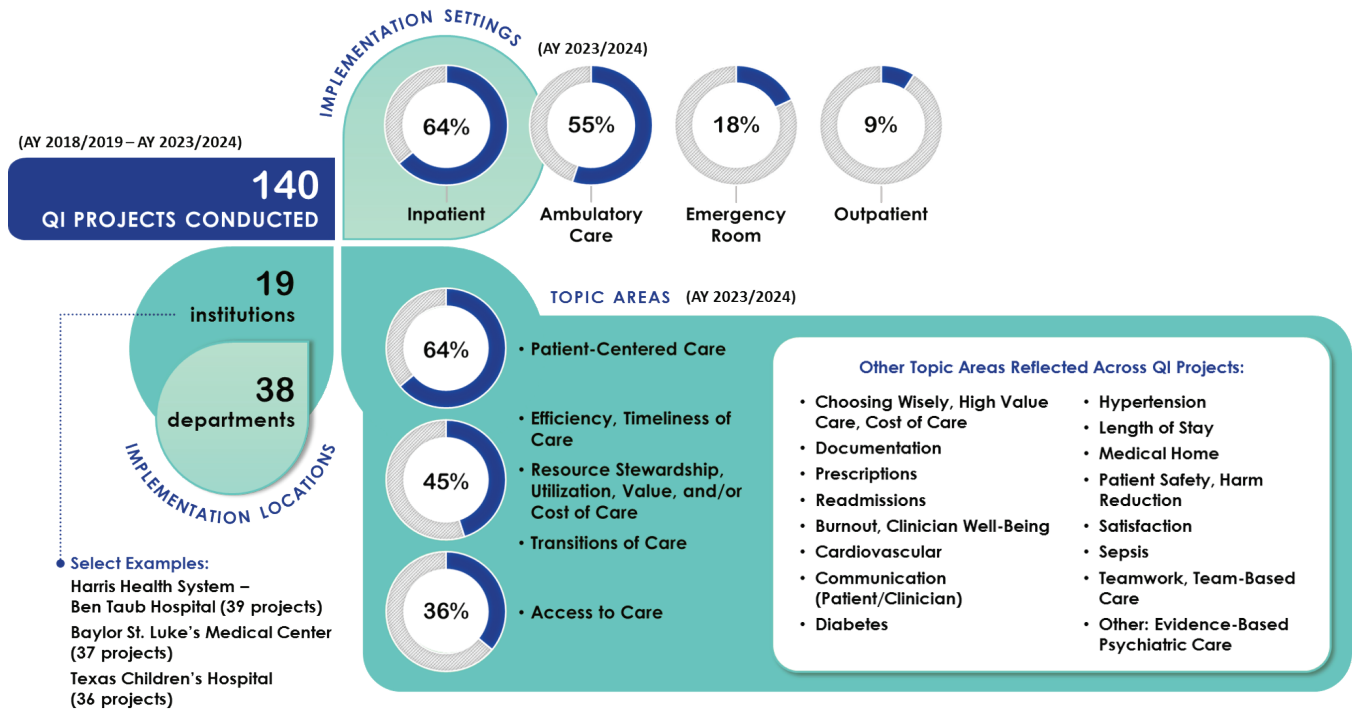 IMPLEMENTATION SETTINGS
(AY 2023/2024)
64%
Inpatient
55%
Ambulatory
Care
18%
Emergency
Room
9%
Outpatient
(AY 2018/2019 – AY 2023/2024)
140
QI PROJECTS CONDUCTED
19
institutions
38
departments
IMPLEMENTATION LOCATIONS
• Select Examples:
Harris Health System –
Ben Taub Hospital (39 projects)
Baylor St. Luke's Medical Center
(37 projects)
Texas Children's Hospital
(36 projects)
TOPIC AREAS (AY 2023/2024)
64%
• Patient-Centered Care
45%
• Efficiency, Timeliness of
Care
• Resource Stewardship,
Utilization, Value, and/or
Cost of Care
• Transitions of Care
36%
• Access to Care
Other Topic Areas Reflected Across QI Projects:
• Choosing Wisely, High Value
Care, Cost of Care
• Documentation
• Prescriptions
• Readmissions
• Burnout, Clinician Well-Being
• Cardiovascular
• Communication
(Patient/Clinician)
• Diabetes
• Hypertension
• Length of Stay
• Medical Home
• Patient Safety, Harm
Reduction
• Satisfaction
• Sepsis
• Teamwork, Team-Based
Care
• Other: Evidence-Based
Psychiatric Care